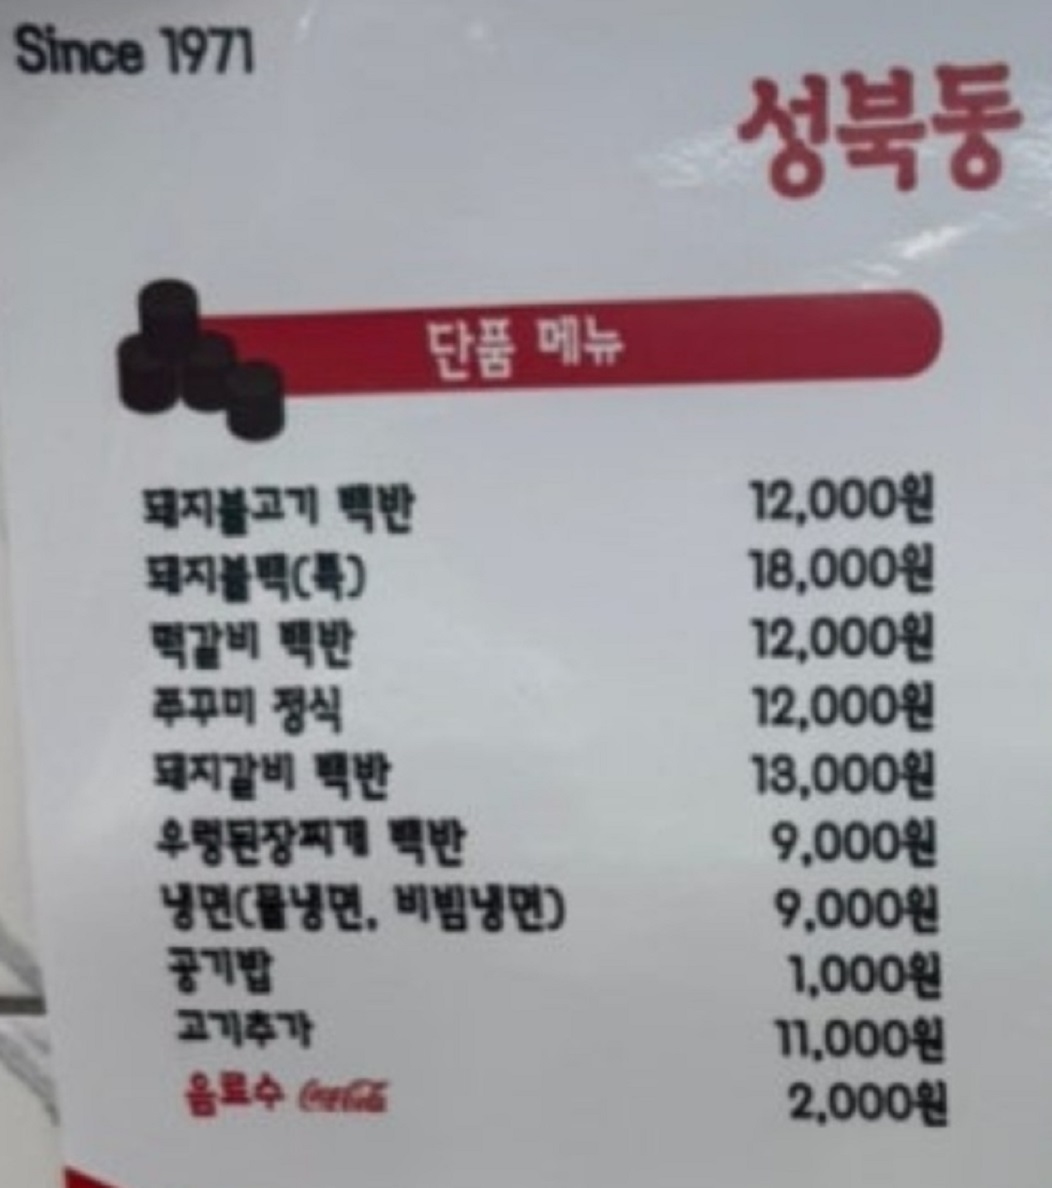 Since 1971
성북동
단품 메뉴
돼지불고기 백반 12,000원
돼지불백(특) 18,000원
떡갈비 백반 12,000원
쭈꾸미 정식 12,000원
돼지갈비 백반 13,000원
우렁된장찌개 백반 9,000원
냉면(물냉면, 비빔냉면) 9,000원
공기밥 1,000원
고기추가 11,000원
음료수 Coca-Cola 2,000원